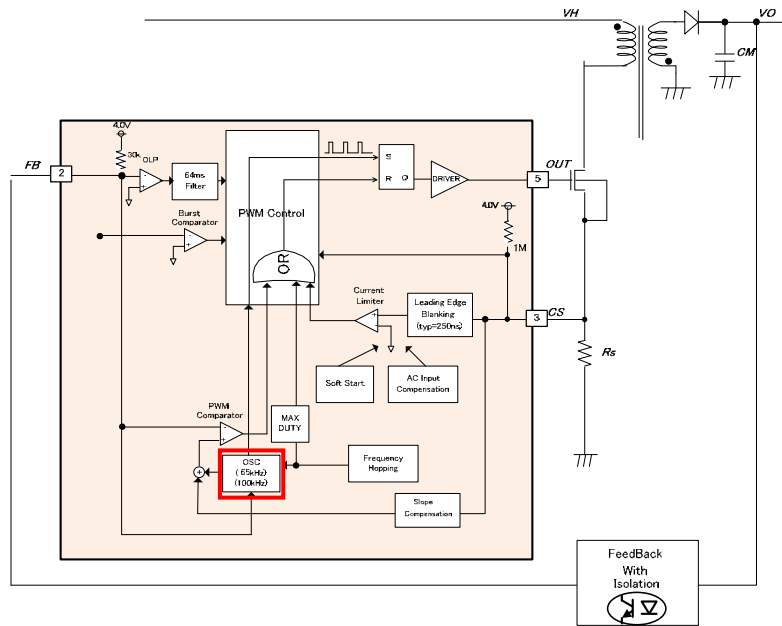 VH
VO
CM
4.0V
30k
OLP
FB
2
64ms
Filter
S
R Q
DRIVER
5
OUT
Burst
Comparator
PWM Control
OR
4.0V
1M
Current
Limiter
Leading Edge
Blanking
(typ=250ns)
3
CS
Rs
Soft Start
AC Input
Compensation
PWM
Comparator
MAX
DUTY
OSC
(65kHz)
(100kHz)
Frequency
Hopping
Slope
Compensation
FeedBack
With
Isolation